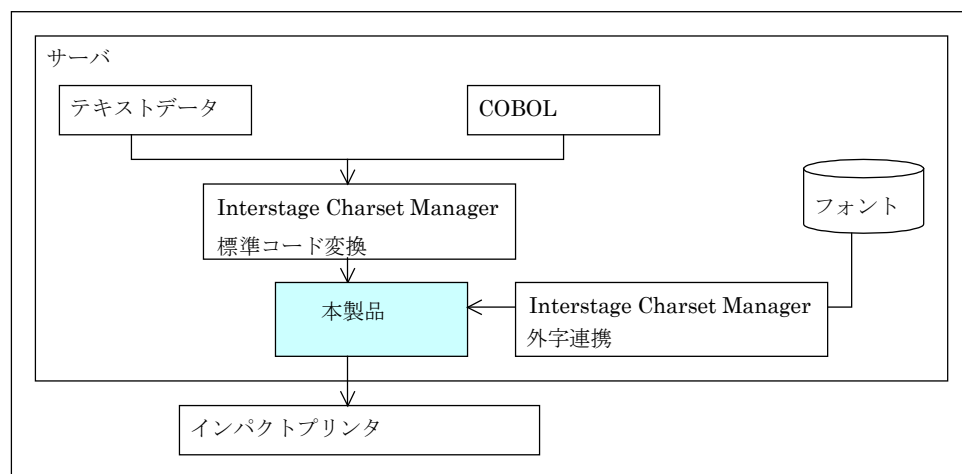 サーバ
テキストデータ
COBOL
Interstage Charset Manager
標準コード変換
フォント
本製品
Interstage Charset Manager
外字連携
インパクトプリンタ